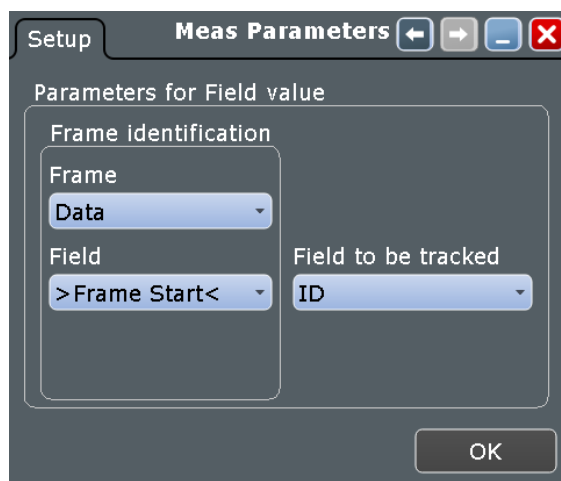 Setup
Meas Parameters
Parameters for Field value
Frame identification
Frame
Data
Field
Field to be tracked
>Frame Start<
ID
OK